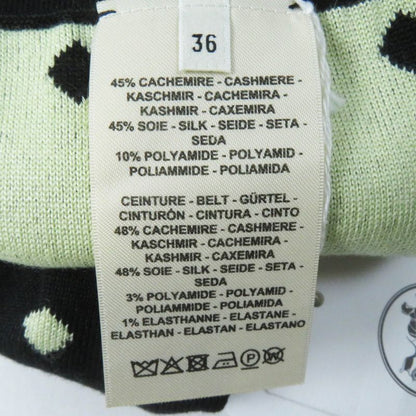 36
45% CACHEMIRE - CASHMERE -
KASCHMIR - CACHEMIRA -
KASHMIR - CAXEMIRA
45% SOIE - SILK - SEIDE - SETA -
SEDA
10% POLYAMIDE - POLYAMID -
POLIAMMIDE - POLIAMIDA
CEINTURE - BELT - GÜRTEL -
CINTURÓN - CINTURA - CINTO
48% CACHEMIRE - CASHMERE -
KASCHMIR - CACHEMIRA -
KASHMIR - CAXEMIRA
48% SOIE - SILK - SEIDE - SETA -
SEDA
3% POLYAMIDE - POLYAMID -
POLIAMMIDE - POLIAMIDA
1% ELASTHANNE - ELASTANE -
ELASTHAN - ELASTAN - ELASTANO